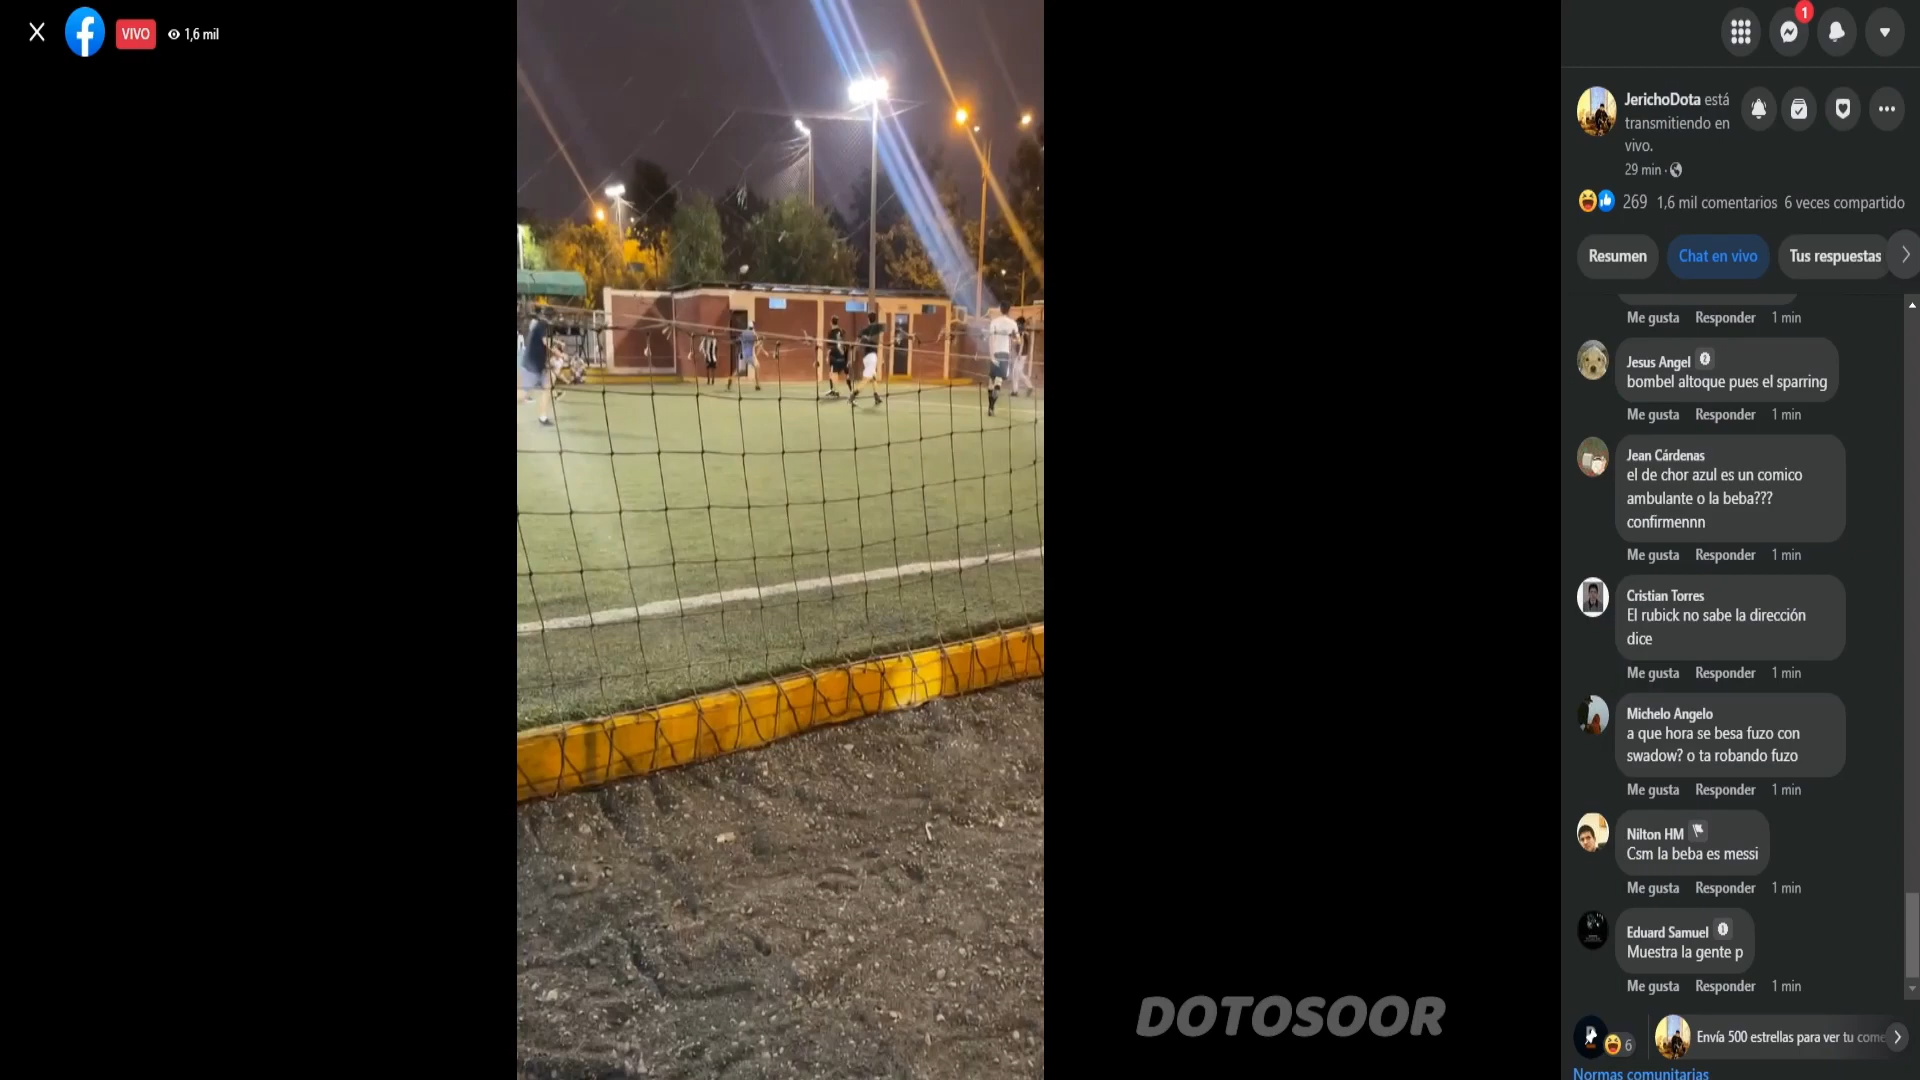 VIVO
1,6 mil
1
JerichoDota está
transmitiendo en
vivo.
29 min ·
269 1,6 mil comentarios 6 veces compartido
Resumen
Chat en vivo
Tus respuestas
Me gusta Responder 1 min
Jesus Angel
bombel altoque pues el sparring
Me gusta Responder 1 min
Jean Cárdenas
el de chor azul es un comico
ambulante o la beba???
confirmennn
Me gusta Responder 1 min
Cristian Torres
El rubick no sabe la dirección
dice
Me gusta Responder 1 min
Michelo Angelo
a que hora se besa fuzo con
swadow? o ta robando fuzo
Me gusta Responder 1 min
Nilton HM
Csm la beba es messi
Me gusta Responder 1 min
Eduard Samuel
Muestra la gente p
Me gusta Responder 1 min
6
Envía 500 estrellas para ver tu come
Normas comunitarias
DOTOSOOR